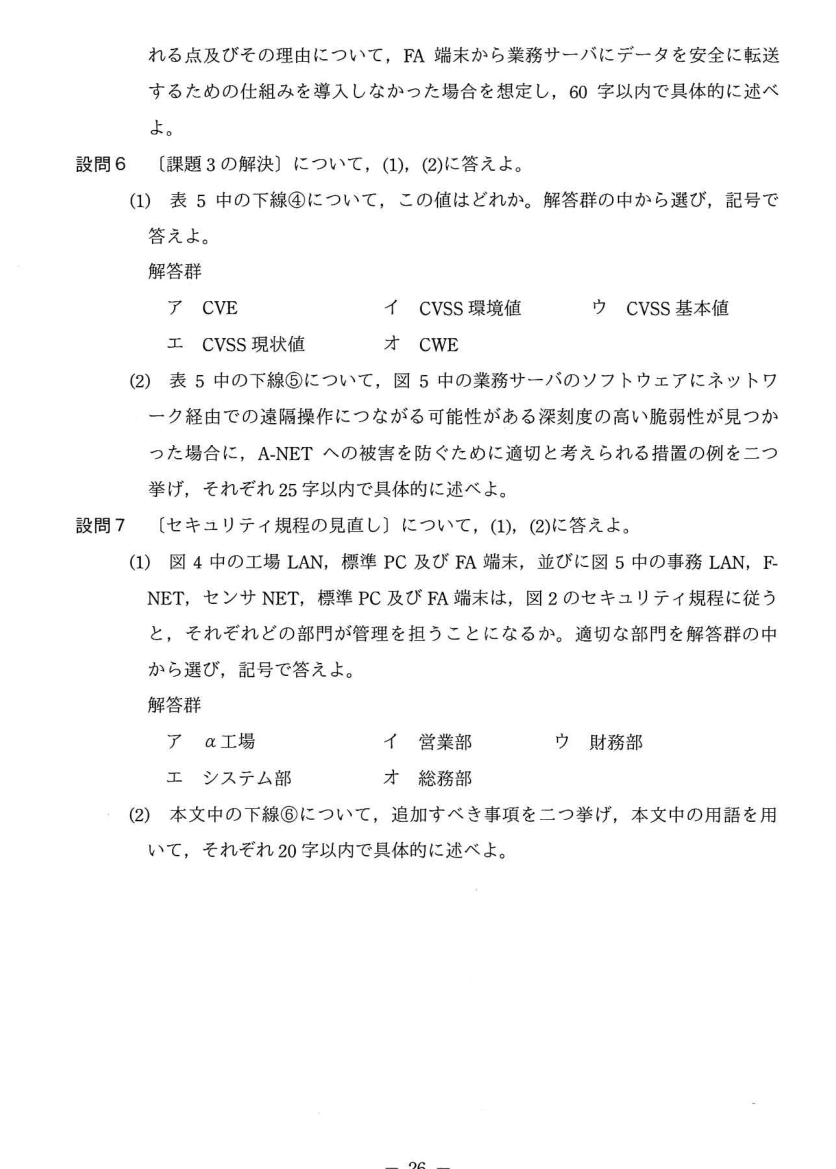 れる点及びその理由について，FA 端末から業務サーバにデータを安全に転送
するための仕組みを導入しなかった場合を想定し，60 字以内で具体的に述べ
よ。
設問6 〔課題 3 の解決〕について，(1)，(2)に答えよ。
(1) 表 5 中の下線④について，この値はどれか。解答群の中から選び，記号で
答えよ。
解答群
ア CVE イ CVSS 環境値 ウ CVSS 基本値
エ CVSS 現状値 オ CWE
(2) 表 5 中の下線⑤について，図 5 中の業務サーバのソフトウェアにネットワ
ーク経由での遠隔操作につながる可能性がある深刻度の高い脆弱性が見つか
った場合に，A-NET への被害を防ぐために適切と考えられる措置の例を二つ
挙げ，それぞれ 25 字以内で具体的に述べよ。
設問7 〔セキュリティ規程の見直し〕について，(1)，(2)に答えよ。
(1) 図 4 中の工場 LAN，標準 PC 及び FA 端末，並びに図 5 中の事務 LAN，F-
NET，センサ NET，標準 PC 及び FA 端末は，図 2 のセキュリティ規程に従う
と，それぞれどの部門が管理を担うことになるか。適切な部門を解答群の中
から選び，記号で答えよ。
解答群
ア α工場 イ 営業部 ウ 財務部
エ システム部 オ 総務部
(2) 本文中の下線⑥について，追加すべき事項を二つ挙げ，本文中の用語を用
いて，それぞれ 20 字以内で具体的に述べよ。
― 26 ―